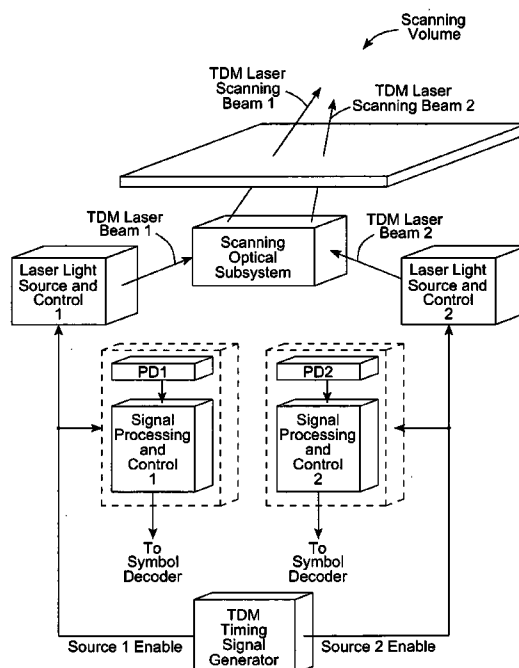 Scanning
Volume
TDM Laser
Scanning
Beam 1
TDM Laser
Scanning Beam 2
TDM Laser
Beam 1
TDM Laser
Beam 2
Scanning
Optical
Subsystem
Laser Light
Source and
Control
1
Laser Light
Source and
Control
2
PD1
PD2
Signal
Processing
and
Control
1
Signal
Processing
and
Control
2
To
Symbol
Decoder
To
Symbol
Decoder
Source 1 Enable
TDM
Timing
Signal
Generator
Source 2 Enable